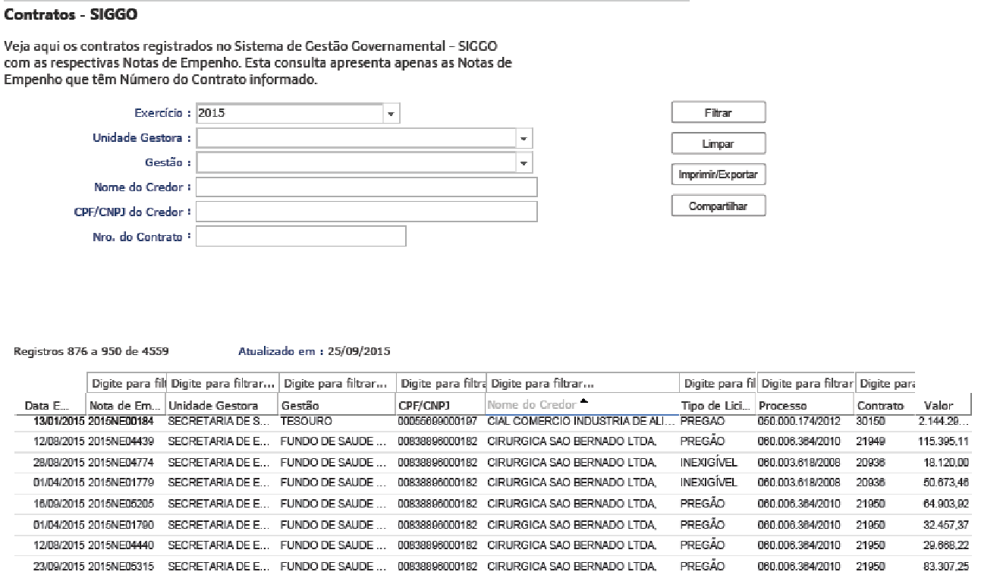 Contratos - SIGGO
Veja aqui os contratos registrados no Sistema de Gestão Governamental – SIGGO
com as respectivas Notas de Empenho. Esta consulta apresenta apenas as Notas de
Empenho que têm Número do Contrato informado.
Exercício : 2015 Filtrar
Unidade Gestora : Limpar
Gestão : Imprimir/Exportar
Nome do Credor :
CPF/CNPJ do Credor : Compartilhar
Nro. do Contrato :
Registros 876 a 950 de 4559 Atualizado em : 25/09/2015
Digite para filt Digite para filtrar... Digite para filtrar... Digite para filtra Digite para filtrar... Digite para fil Digite para filtrar Digite para
Data E... Nota de Em... Unidade Gestora Gestão CPF/CNPJ Nome do Credor Tipo de Lici... Processo Contrato Valor
13/01/2015 2015NE00184 SECRETARIA DE S... TESOURO 00055699000197 CIAL COMERCIO INDUSTRIA DE ALI... PREGÃO 050.000.174/2012 30150 2.144.29...
12/08/2015 2015NE04439 SECRETARIA DE E... FUNDO DE SAUDE ... 00838896000182 CIRURGICA SAO BERNADO LTDA, PREGÃO 060.006.364/2010 21949 115.395,11
28/08/2015 2015NE04774 SECRETARIA DE E... FUNDO DE SAUDE ... 00838896000182 CIRURGICA SAO BERNADO LTDA, INEXIGÍVEL 060.003.618/2008 20936 18.120,00
01/04/2015 2015NE01779 SECRETARIA DE E... FUNDO DE SAUDE ... 00838896000182 CIRURGICA SAO BERNADO LTDA, INEXIGÍVEL 060.003.618/2008 20936 50.673,46
16/09/2015 2015NE05205 SECRETARIA DE E... FUNDO DE SAUDE ... 00838896000182 CIRURGICA SAO BERNADO LTDA, PREGÃO 060.006.364/2010 21950 64.903,92
01/04/2015 2015NE01790 SECRETARIA DE E... FUNDO DE SAUDE ... 00838896000182 CIRURGICA SAO BERNADO LTDA, PREGÃO 060.006.364/2010 21950 32.457,37
12/08/2015 2015NE04440 SECRETARIA DE E... FUNDO DE SAUDE ... 00838896000182 CIRURGICA SAO BERNADO LTDA, PREGÃO 060.006.364/2010 21950 29.668,22
23/09/2015 2015NE05315 SECRETARIA DE E... FUNDO DE SAUDE ... 00838896000182 CIRURGICA SAO BERNADO LTDA, PREGÃO 060.006.364/2010 21950 83.307,25